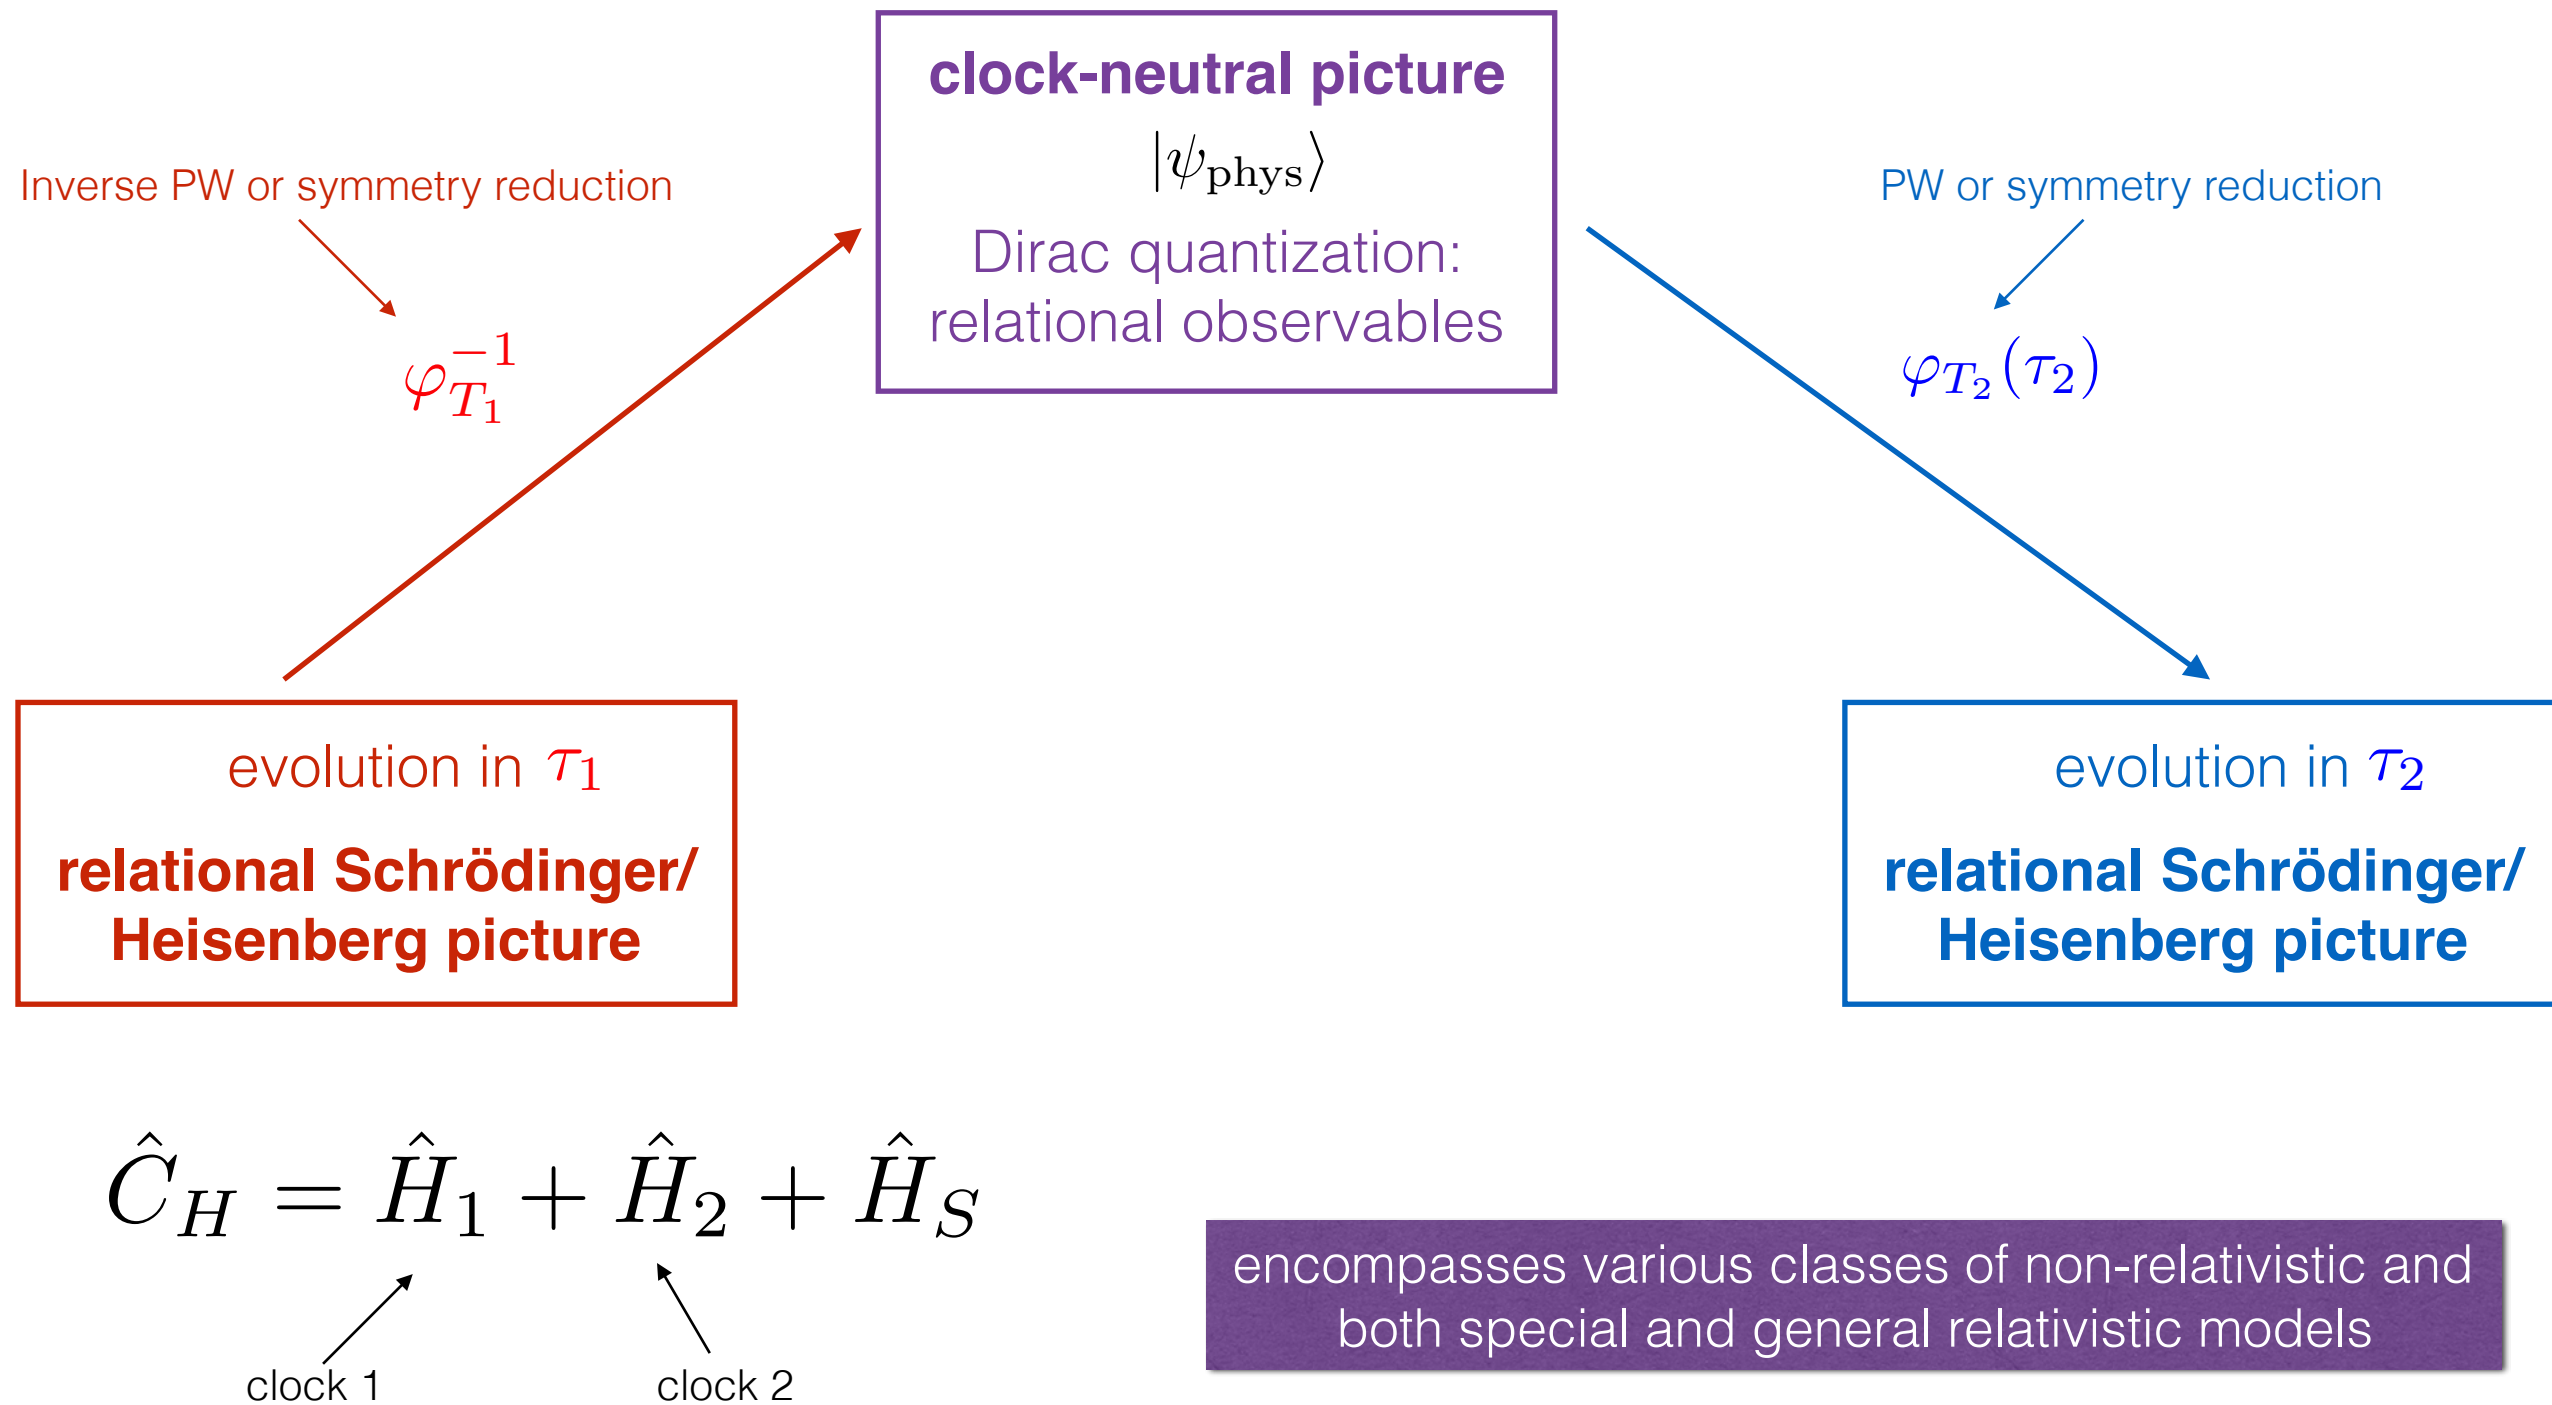 clock-neutral picture
|ψ_phys⟩
Dirac quantization:
relational observables
Inverse PW or symmetry reduction
φ_{T_1}^{-1}
PW or symmetry reduction
φ_{T_2}(τ_2)
evolution in τ_1
relational Schrödinger/
Heisenberg picture
evolution in τ_2
relational Schrödinger/
Heisenberg picture
Ĉ_H = Ĥ_1 + Ĥ_2 + Ĥ_S
clock 1
clock 2
encompasses various classes of non-relativistic and
both special and general relativistic models